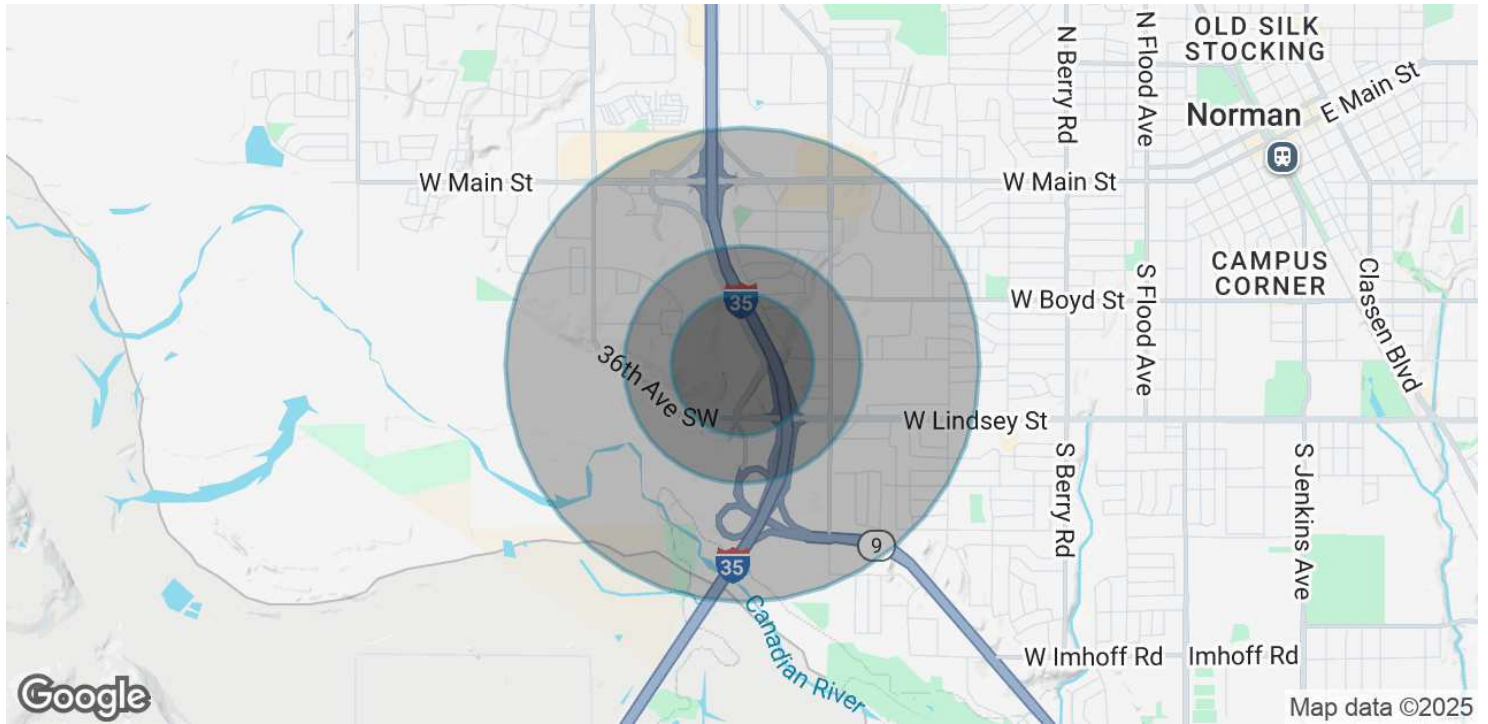 OLD SILK
STOCKING
N Flood Ave
N Berry Rd
E Main St
Norman
W Main St
W Main St
CAMPUS
CORNER
Classen Blvd
S Flood Ave
W Boyd St
35
36th Ave SW
W Lindsey St
S Berry Rd
S Jenkins Ave
9
35
Canadian River
W Imhoff Rd
Imhoff Rd
Google
Map data ©2025